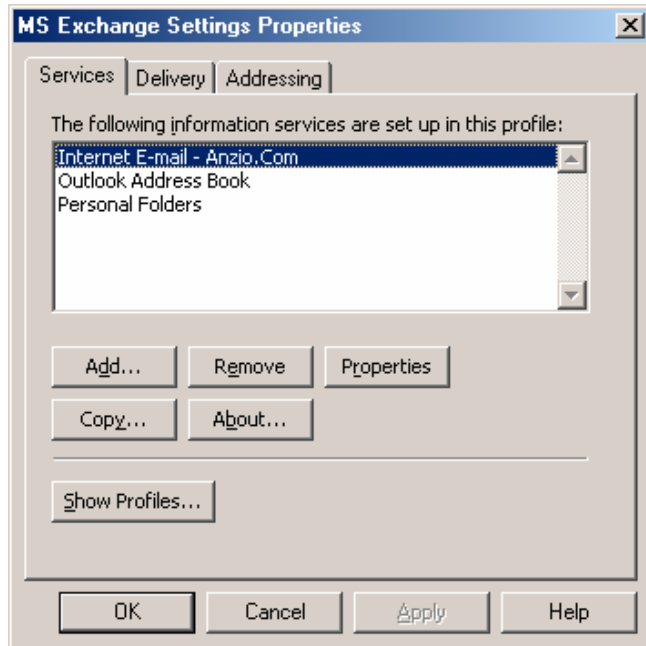 MS Exchange Settings Properties
Services Delivery Addressing
The following information services are set up in this profile:
Internet E-mail - Anzio.Com
Outlook Address Book
Personal Folders
Add... Remove Properties
Copy... About...
Show Profiles...
OK Cancel Apply Help